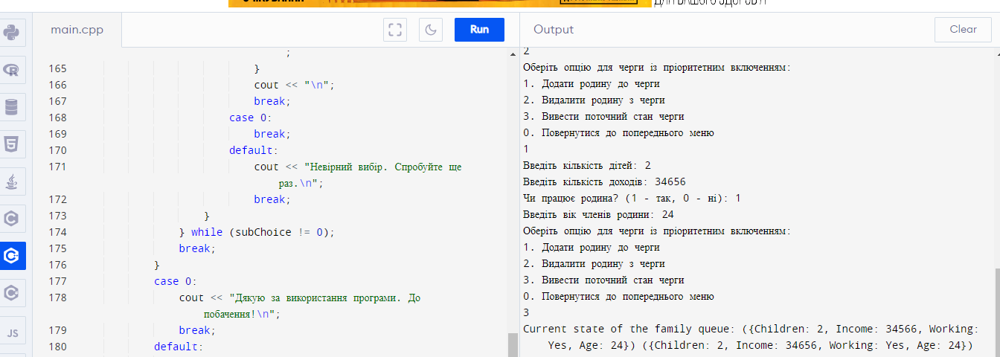 ДЛЯ ВАШОГО ЗДОРОВ'Я
main.cpp
Run
Output
Clear
JS
;
165 }
166 cout << "\n";
167 break;
168 case 0:
169 break;
170 default:
171 cout << "Невірний вибір. Спробуйте ще
раз.\n";
172 break;
173 }
174 } while (subChoice != 0);
175 break;
176 }
177 case 0:
178 cout << "Дякую за використання програми. До
побачення!\n";
179 break;
180 default:
2
Оберіть опцію для черги із пріоритетним включенням:
1. Додати родину до черги
2. Видалити родину з черги
3. Вивести поточний стан черги
0. Повернутися до попереднього меню
1
Введіть кількість дітей: 2
Введіть кількість доходів: 34656
Чи працює родина? (1 - так, 0 - ні): 1
Введіть вік членів родини: 24
Оберіть опцію для черги із пріоритетним включенням:
1. Додати родину до черги
2. Видалити родину з черги
3. Вивести поточний стан черги
0. Повернутися до попереднього меню
3
Current state of the family queue: ({Children: 2, Income: 34566, Working:
Yes, Age: 24}) ({Children: 2, Income: 34656, Working: Yes, Age: 24})